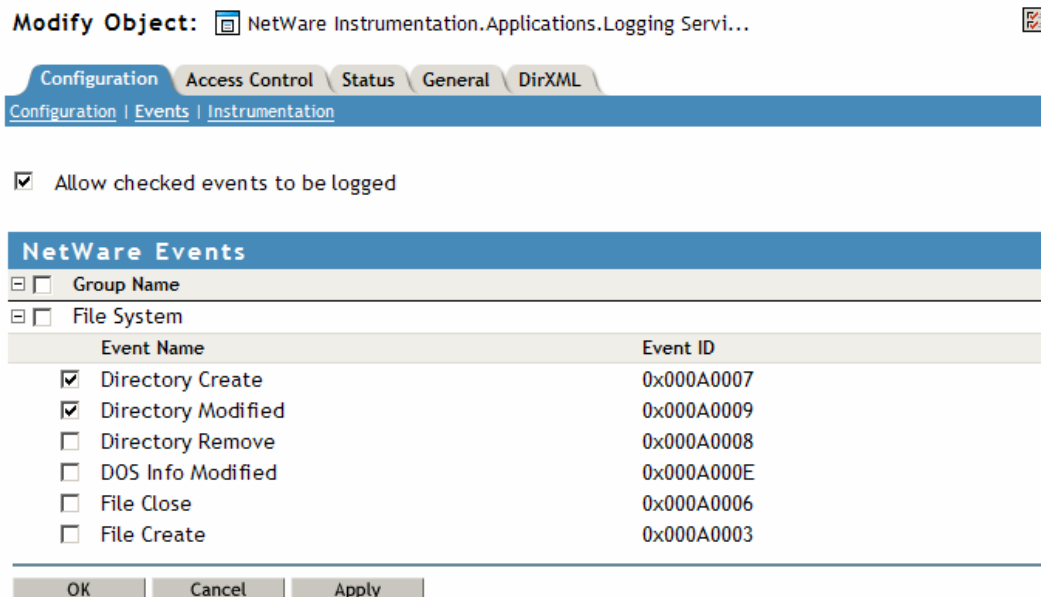 Modify Object: NetWare Instrumentation.Applications.Logging Servi...
Configuration Access Control Status General DirXML
Configuration | Events | Instrumentation
Allow checked events to be logged
NetWare Events
Group Name
File System
Event Name Event ID
Directory Create 0x000A0007
Directory Modified 0x000A0009
Directory Remove 0x000A0008
DOS Info Modified 0x000A000E
File Close 0x000A0006
File Create 0x000A0003
OK Cancel Apply